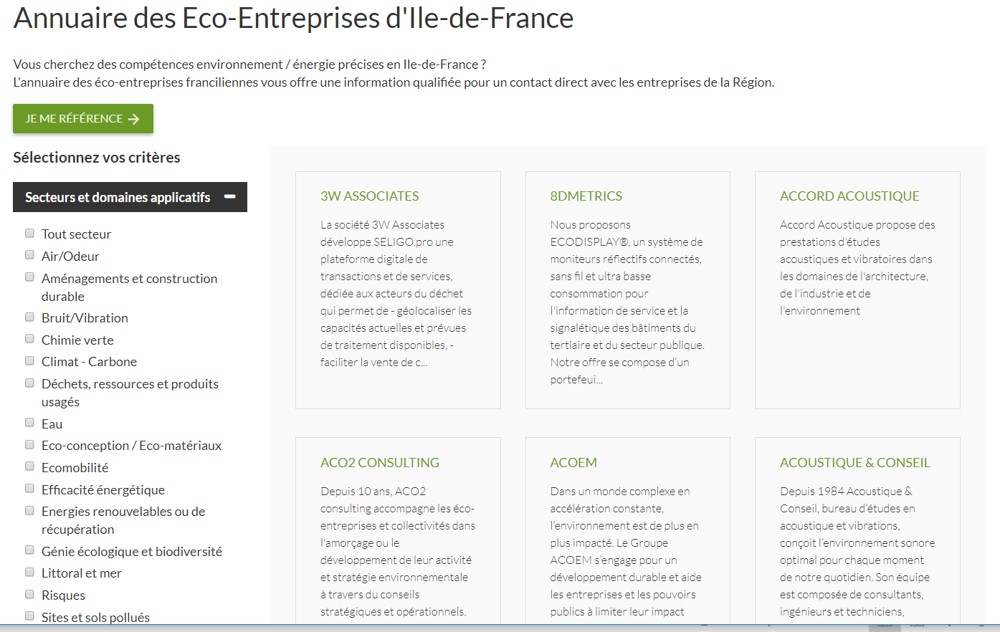 Annuaire des Eco-Entreprises d'Ile-de-France
Vous cherchez des compétences environnement / énergie précises en Ile-de-France ?
L’annuaire des éco-entreprises franciliennes vous offre une information qualifiée pour un contact direct avec les entreprises de la Région.
JE ME RÉFÉRENCE →
Sélectionnez vos critères
Secteurs et domaines applicatifs
Tout secteur
Air/Odeur
Aménagements et construction
durable
Bruit/Vibration
Chimie verte
Climat - Carbone
Déchets, ressources et produits
usagés
Eau
Eco-conception / Eco-matériaux
Ecomobilité
Efficacité énergétique
Energies renouvelables ou de
récupération
Génie écologique et biodiversité
Littoral et mer
Risques
Sites et sols pollués
3W ASSOCIATES
La société 3W Associates
développe SELIGO.pro une
plateforme digitale de
transactions et de services,
dédiée aux acteurs du déchet
qui permet de - géolocaliser les
capacités actuelles et prévues
de traitement disponibles, -
faciliter la vente de c...
8DMETRICS
Nous proposons
ECODISPLAY®, un système de
moniteurs réflectifs connectés,
sans fil et ultra basse
consommation pour
l'information de service et la
signalétique des bâtiments du
tertiaire et du secteur publique.
Notre offre se compose d’un
portefeui...
ACCORD ACOUSTIQUE
Accord Acoustique propose des
prestations d'études
acoustiques et vibratoires dans
les domaines de l'architecture,
de l'industrie et de
l'environnement
ACO2 CONSULTING
Depuis 10 ans, ACO2
consulting accompagne les éco-
entreprises et collectivités dans
l'amorçage ou le
développement de leur activité
et stratégie environnementale
à travers du conseils
stratégiques et opérationnels.
ACOEM
Dans un monde complexe en
accélération constante,
l’environnement est de plus en
plus impacté. Le Groupe
ACOEM s’engage pour un
développement durable et aide
les entreprises et les pouvoirs
publics à limiter leur impact
ACOUSTIQUE & CONSEIL
Depuis 1984 Acoustique &
Conseil, bureau d’études en
acoustique et vibrations,
conçoit l’environnement sonore
optimal pour chaque moment
de notre quotidien. Son équipe
est composée de consultants,
ingénieurs et techniciens,